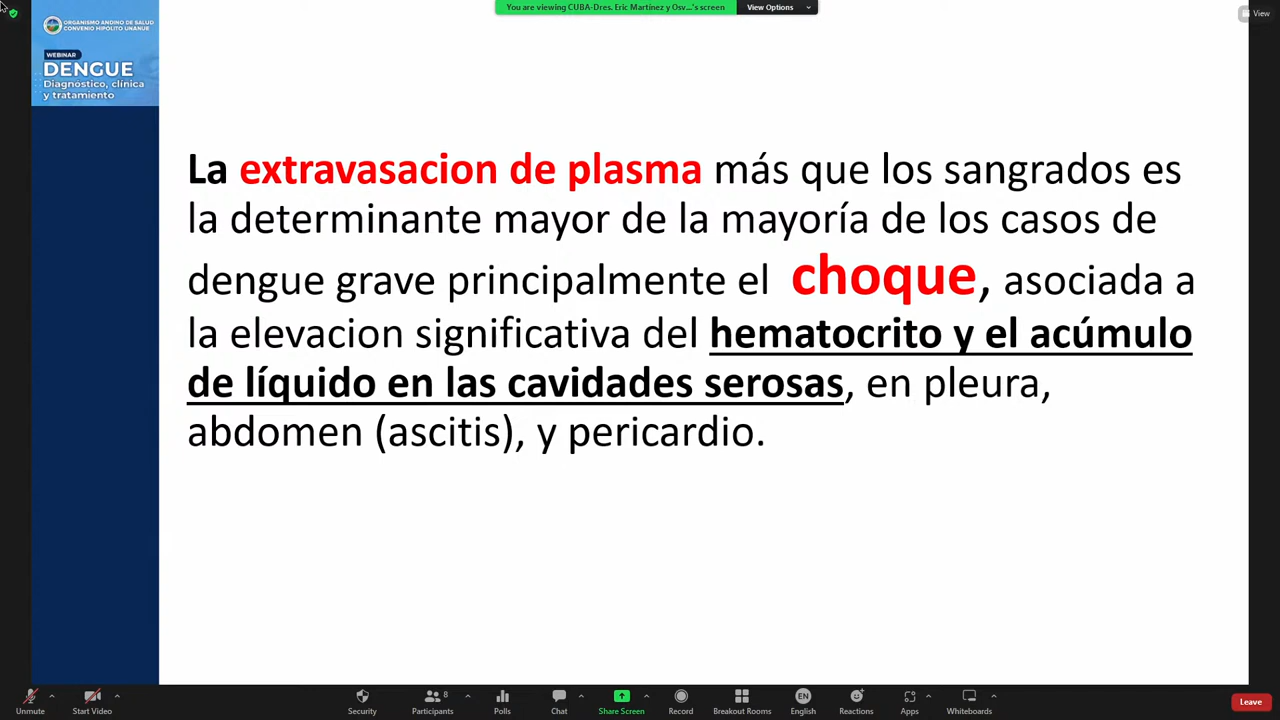 You are viewing CUBA-Dres. Eric Martínez y Osv...'s screen
View Options
View
ORGANISMO ANDINO DE SALUD
CONVENIO HIPÓLITO UNANUE
WEBINAR
DENGUE
Diagnóstico, clínica
y tratamiento
La extravasacion de plasma más que los sangrados es
la determinante mayor de la mayoría de los casos de
dengue grave principalmente el choque, asociada a
la elevacion significativa del hematocrito y el acúmulo
de líquido en las cavidades serosas, en pleura,
abdomen (ascitis), y pericardio.
Unmute
Start Video
Security
Participants
8
Polls
Chat
Share Screen
Record
Breakout Rooms
EN
English
Reactions
Apps
Whiteboards
Leave